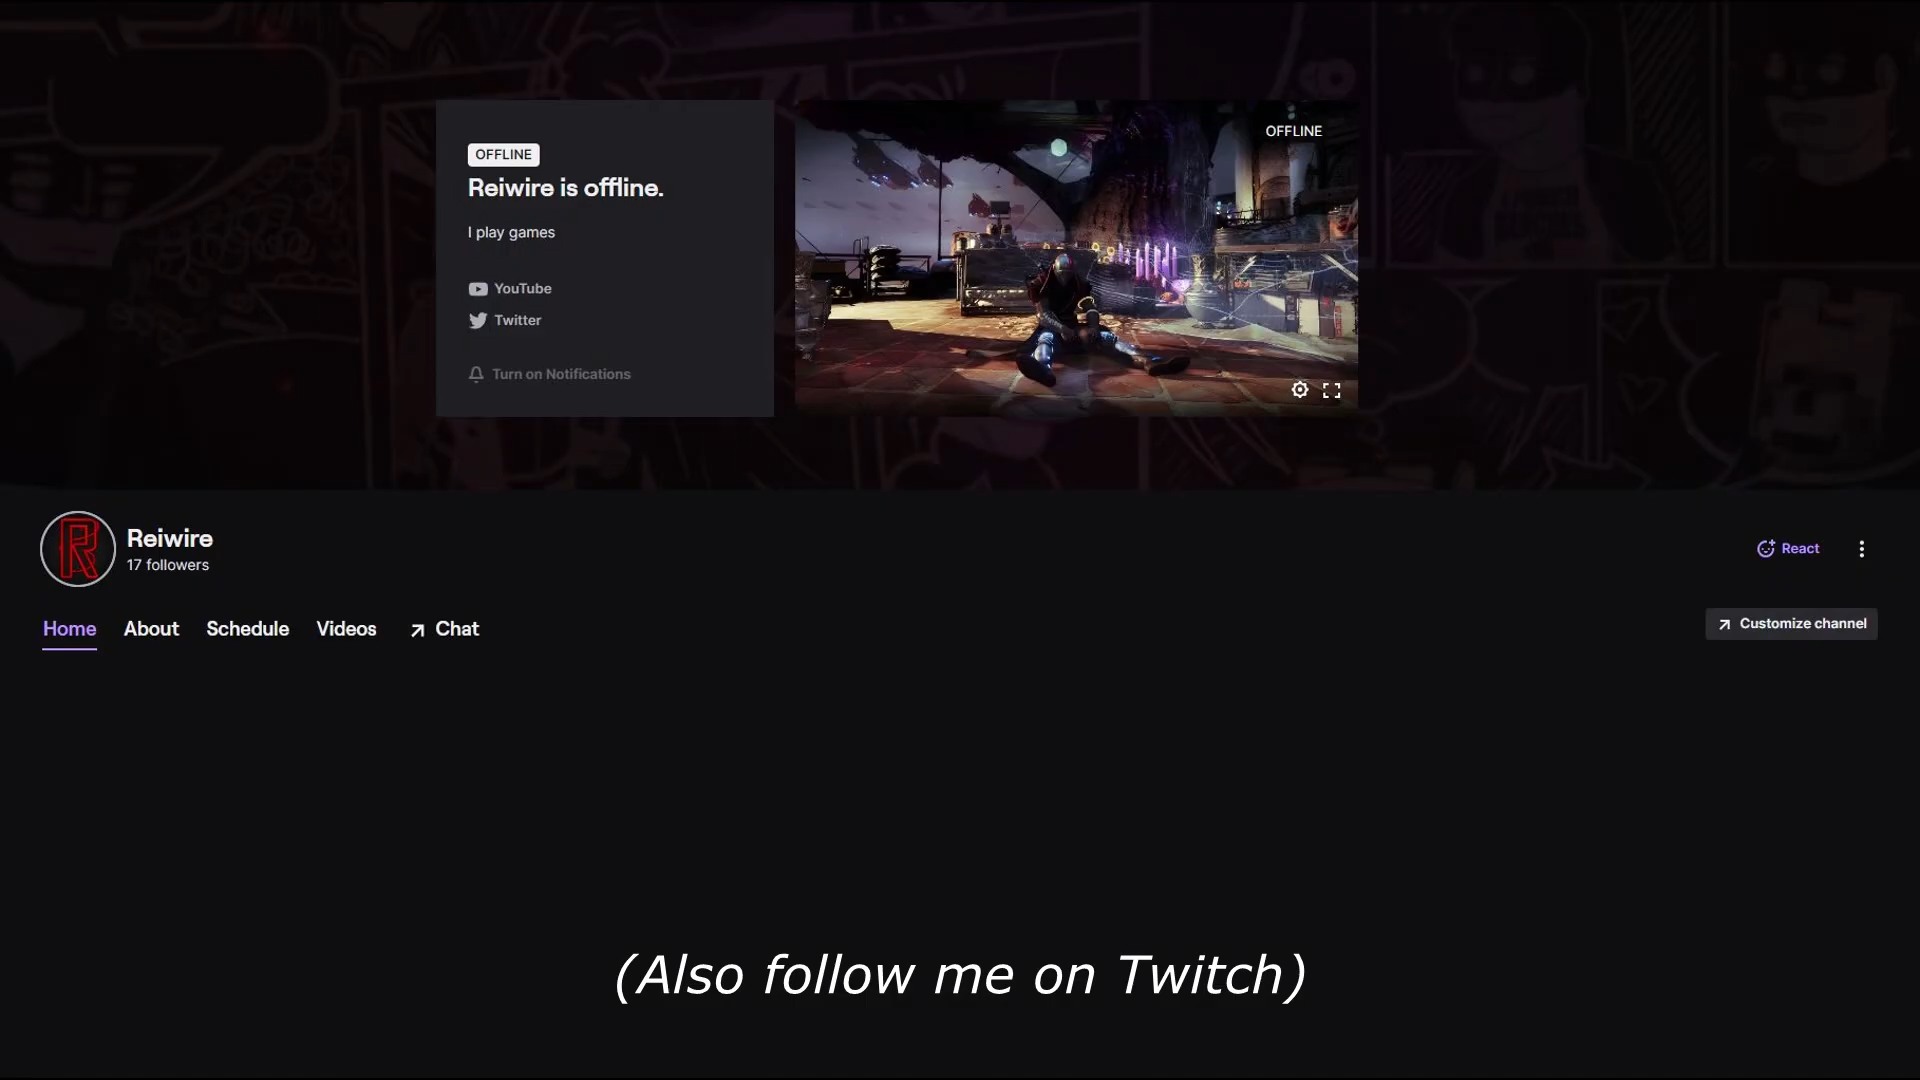 OFFLINE
Reiwire is offline.
I play games
YouTube
Twitter
Turn on Notifications
OFFLINE
R
Reiwire
17 followers
React
Home About Schedule Videos Chat
Customize channel
(Also follow me on Twitch)